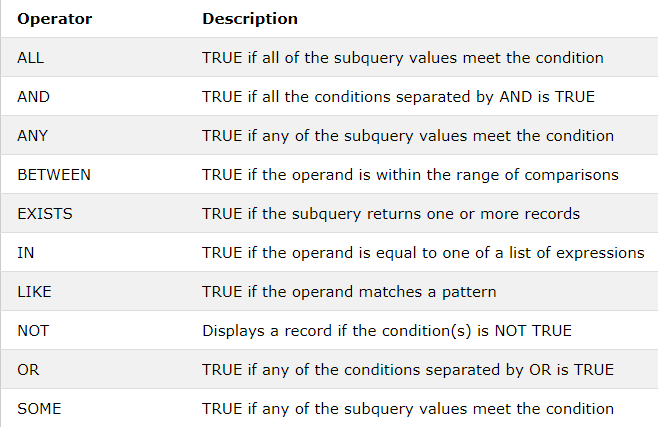 Operator Description
ALL TRUE if all of the subquery values meet the condition
AND TRUE if all the conditions separated by AND is TRUE
ANY TRUE if any of the subquery values meet the condition
BETWEEN TRUE if the operand is within the range of comparisons
EXISTS TRUE if the subquery returns one or more records
IN TRUE if the operand is equal to one of a list of expressions
LIKE TRUE if the operand matches a pattern
NOT Displays a record if the condition(s) is NOT TRUE
OR TRUE if any of the conditions separated by OR is TRUE
SOME TRUE if any of the subquery values meet the condition